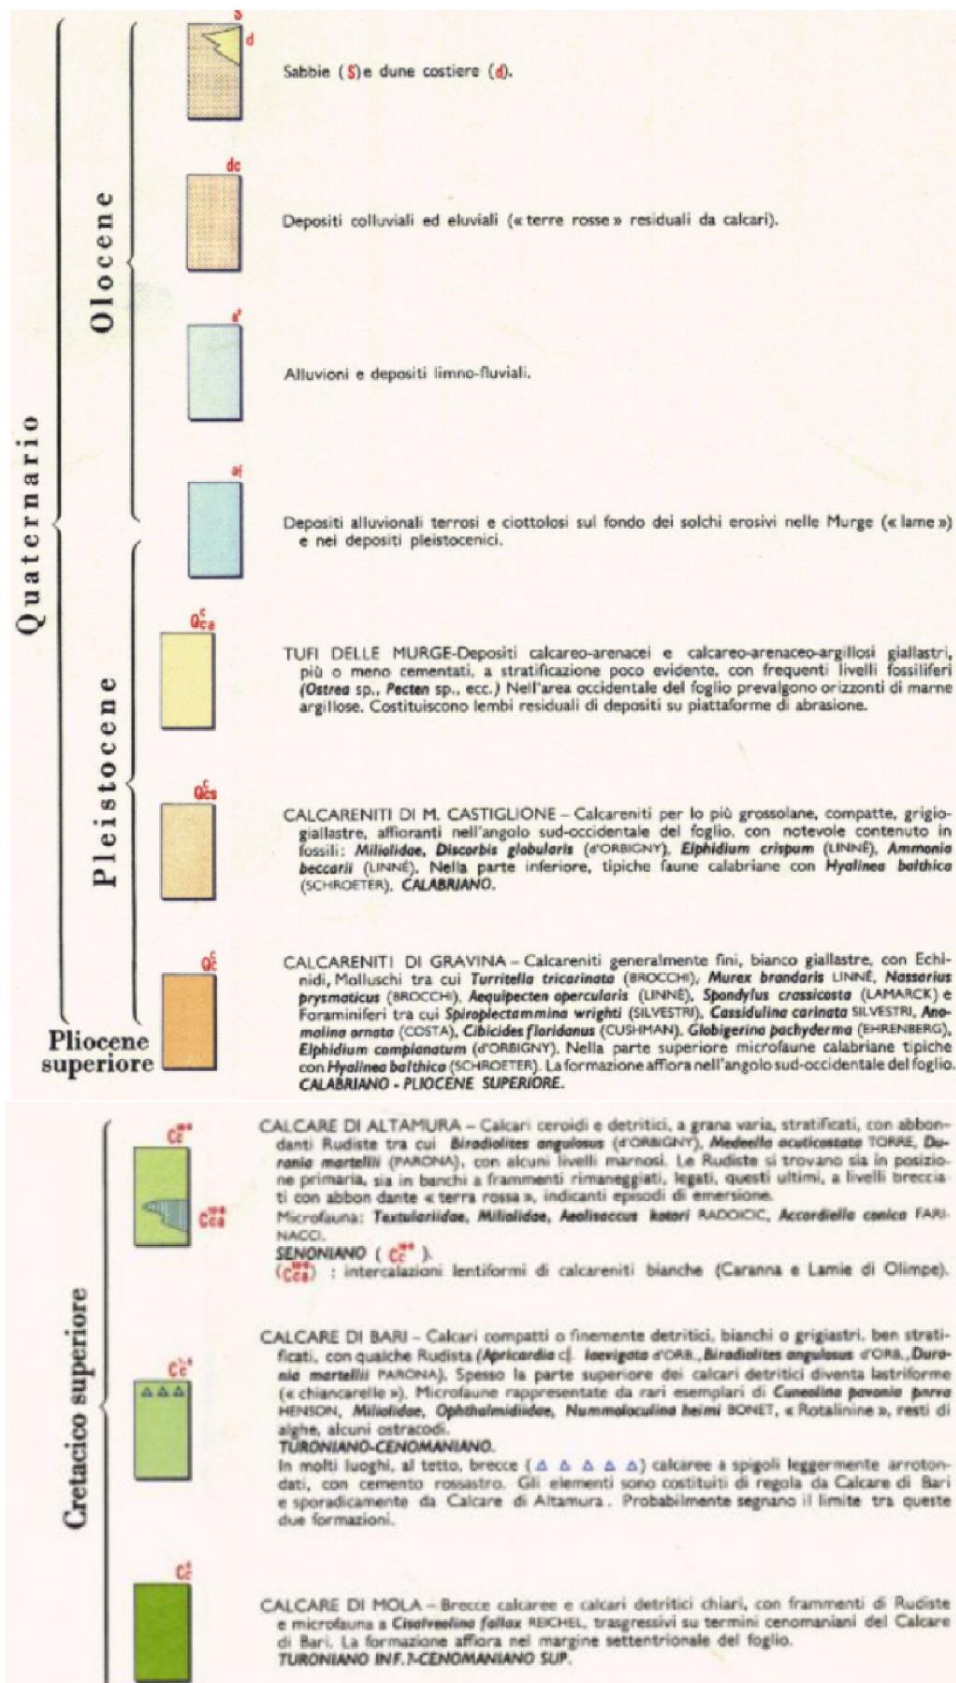 S
d
Sabbie (S) e dune costiere (d).
dc
Depositi colluviali ed eluviali (« terre rosse » residuali da calcari).
Olocene
Alluvioni e depositi limno-fluviali.
Quaternario
af
Depositi alluvionali terrosi e ciottolosi sul fondo dei solchi erosivi nelle Murge (« lame »)
e nei depositi pleistocenici.
Qcca
TUFI DELLE MURGE-Depositi calcareo-arenacei e calcareo-arenaceo-argillosi giallastri,
più o meno cementati, a stratificazione poco evidente, con frequenti livelli fossiliferi
(Ostrea sp., Pecten sp., ecc.) Nell'area occidentale del foglio prevalgono orizzonti di marne
argillose. Costituiscono lembi residuali di depositi su piattaforme di abrasione.
Pleistocene
Qccs
CALCARENITI DI M. CASTIGLIONE – Calcareniti per lo più grossolane, compatte, grigio-
giallastre, affioranti nell'angolo sud-occidentale del foglio, con notevole contenuto in
fossili: Miliolidae, Discorbis globularis (d'ORBIGNY), Elphidium crispum (LINNÈ), Ammonia
beccarii (LINNÈ). Nella parte inferiore, tipiche faune calabriane con Hyalinea balthica
(SCHROETER). CALABRIANO.
Qcc
CALCARENITI DI GRAVINA – Calcareniti generalmente fini, bianco giallastre, con Echi-
nidi, Molluschi tra cui Turritella tricarinata (BROCCHI), Murex brandaris LINNÈ, Nassarius
prysmaticus (BROCCHI), Aequipecten opercularis (LINNÈ), Spondylus crassicosta (LAMARCK) e
Foraminiferi tra cui Spiroplectammina wrighti (SILVESTRI), Cassidulina carinata SILVESTRI, Ano-
malina ornata (COSTA), Cibicides floridanus (CUSHMAN), Globigerina pachyderma (EHRENBERG),
Elphidium complanatum (d'ORBIGNY). Nella parte superiore microfaune calabriane tipiche
con Hyalinea balthica (SCHROETER). La formazione affiora nell'angolo sud-occidentale del foglio.
CALABRIANO - PLIOCENE SUPERIORE.
Pliocene
superiore
CALCARE DI ALTAMURA – Calcari ceroidi e detritici, a grana varia, stratificati, con abbon-
danti Rudiste tra cui Biradiolites angulosus (d'ORBIGNY), Medeella acuticostata TORRE, Du-
rania martellii (PARONA), con alcuni livelli marnosi. Le Rudiste si trovano sia in posizio-
ne primaria, sia in banchi a frammenti rimaneggiati, legati, questi ultimi, a livelli breccia-
ti con abbon dante « terra rossa », indicanti episodi di emersione.
Microfauna: Textulariidae, Miliolidae, Aeolisaccus kotori RADOICIC, Accordiella conica FARI-
NACCI.
SENONIANO ( ).
( ) : intercalazioni lentiformi di calcareniti bianche (Caranna e Lamie di Olimpe).
Cretacico superiore
CALCARE DI BARI – Calcari compatti o finemente detritici, bianchi o grigiastri, ben strati-
ficati, con qualche Rudista (Apricardia cf. laevigata d'ORB., Biradiolites angulosus d'ORB., Dura-
nia martellii PARONA). Spesso la parte superiore dei calcari detritici diventa lastriforme
(« chiancarelle »). Microfaune rappresentate da rari esemplari di Cuneolina pavonia parva
HENSON, Miliolidae, Ophthalmidiidae, Nummoloculina heimi BONET, « Rotalinine », resti di
alghe, alcuni ostracodi.
TURONIANO-CENOMANIANO.
In molti luoghi, al tetto, brecce ( Δ Δ Δ Δ Δ ) calcaree a spigoli leggermente arroton-
dati, con cemento rossastro. Gli elementi sono costituiti di regola da Calcare di Bari
e sporadicamente da Calcare di Altamura . Probabilmente segnano il limite tra queste
due formazioni.
CALCARE DI MOLA – Brecce calcaree e calcari detritici chiari, con frammenti di Rudiste
e microfauna a Cisalveolina fallax REICHEL, trasgressivi su termini cenomaniani del Calcare
di Bari. La formazione affiora nel margine settentrionale del foglio.
TURONIANO INF.?-CENOMANIANO SUP.